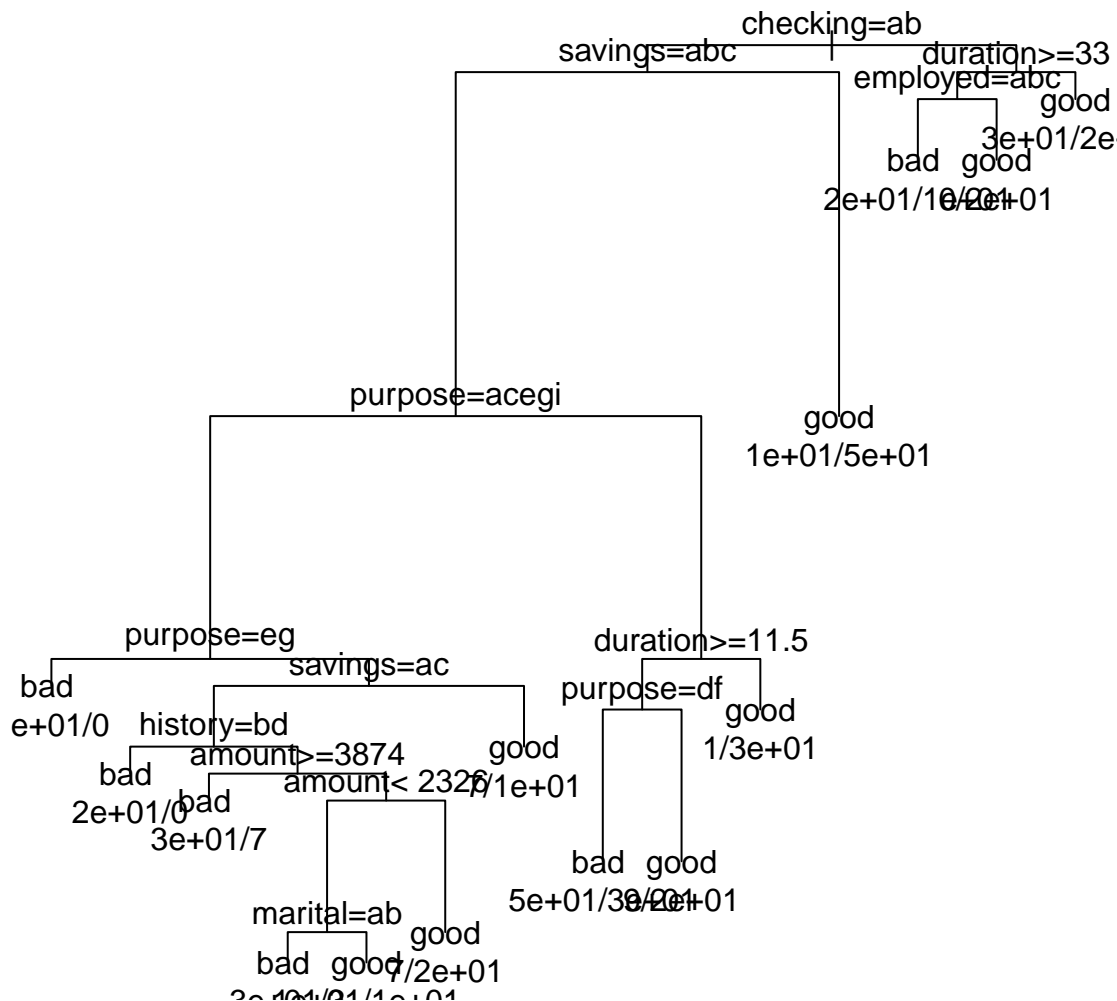 checking=ab
savings=abc
duration>=33
employed=abc
good
bad
good
1e+01/5e+01
purpose=acegi
good
purpose=eg
duration>=11.5
savings=ac
bad
e+01/0
purpose=df
good
1/3e+01
history=bd
good
7/1e+01
amount>=3874
bad
2e+01/0
amount< 2326
bad
3e+01/7
bad
good
marital=ab
good
7/2e+01
bad
good